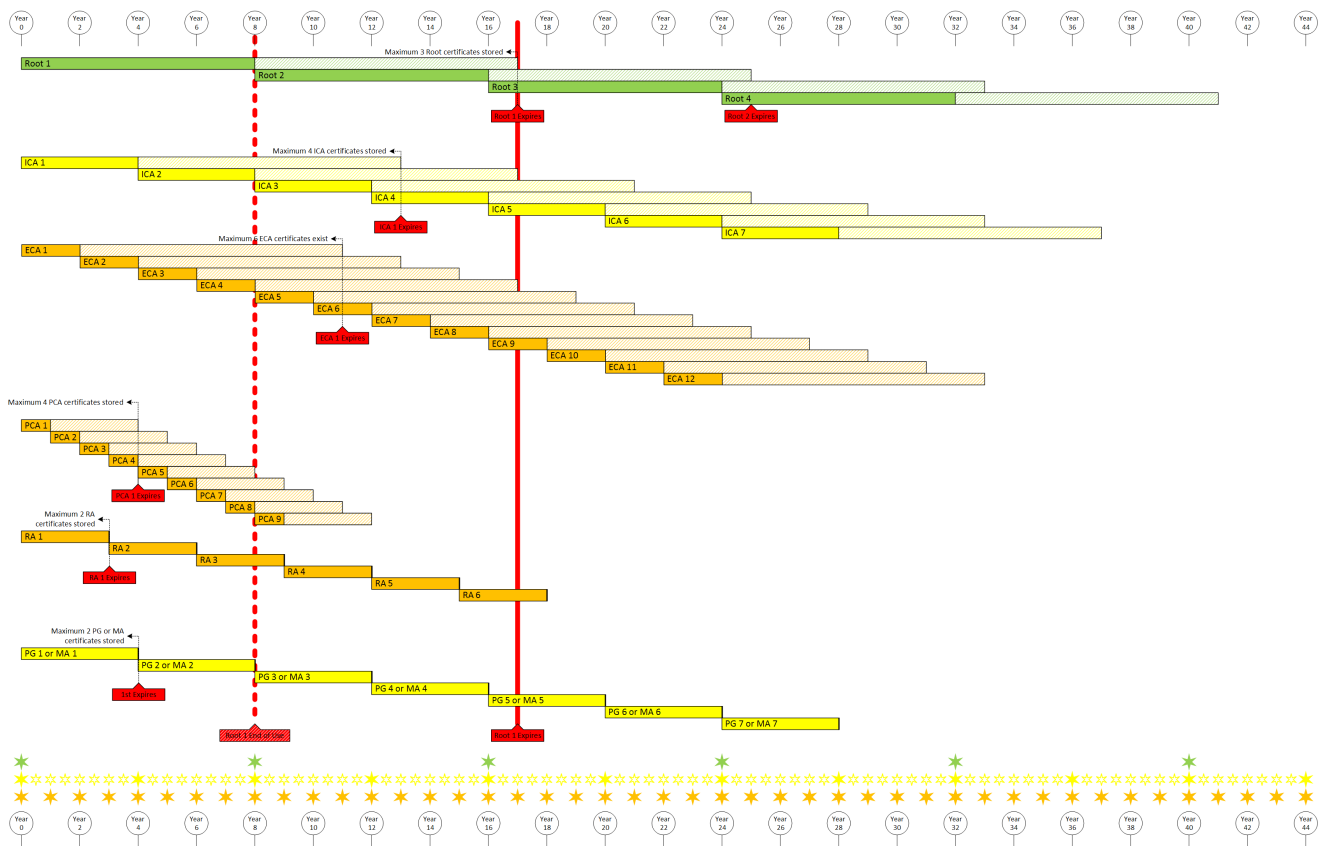 Year 0 Year 2 Year 4 Year 6 Year 8 Year 10 Year 12 Year 14 Year 16 Year 18 Year 20 Year 22 Year 24 Year 26 Year 28 Year 30 Year 32 Year 34 Year 36 Year 38 Year 40 Year 42 Year 44
Maximum 3 Root certificates stored
Root 1
Root 2
Root 3
Root 4
Root 1 Expires
Root 2 Expires
Maximum 4 ICA certificates stored
ICA 1
ICA 2
ICA 3
ICA 4
ICA 5
ICA 6
ICA 1 Expires
ICA 7
Maximum 6 ECA certificates exist
ECA 1
ECA 2
ECA 3
ECA 4
ECA 5
ECA 6
ECA 7
ECA 8
ECA 1 Expires
ECA 9
ECA 10
ECA 11
ECA 12
Maximum 4 PCA certificates stored
PCA 1
PCA 2
PCA 3
PCA 4
PCA 5
PCA 6
PCA 7
PCA 1 Expires
PCA 8
PCA 9
Maximum 2 RA
certificates stored
RA 1
RA 2
RA 3
RA 4
RA 1 Expires
RA 5
RA 6
Maximum 2 PG or MA
certificates stored
PG 1 or MA 1
PG 2 or MA 2
PG 3 or MA 3
PG 4 or MA 4
1st Expires
PG 5 or MA 5
PG 6 or MA 6
PG 7 or MA 7
Root 1 End of Use
Root 1 Expires
Year 0 Year 2 Year 4 Year 6 Year 8 Year 10 Year 12 Year 14 Year 16 Year 18 Year 20 Year 22 Year 24 Year 26 Year 28 Year 30 Year 32 Year 34 Year 36 Year 38 Year 40 Year 42 Year 44